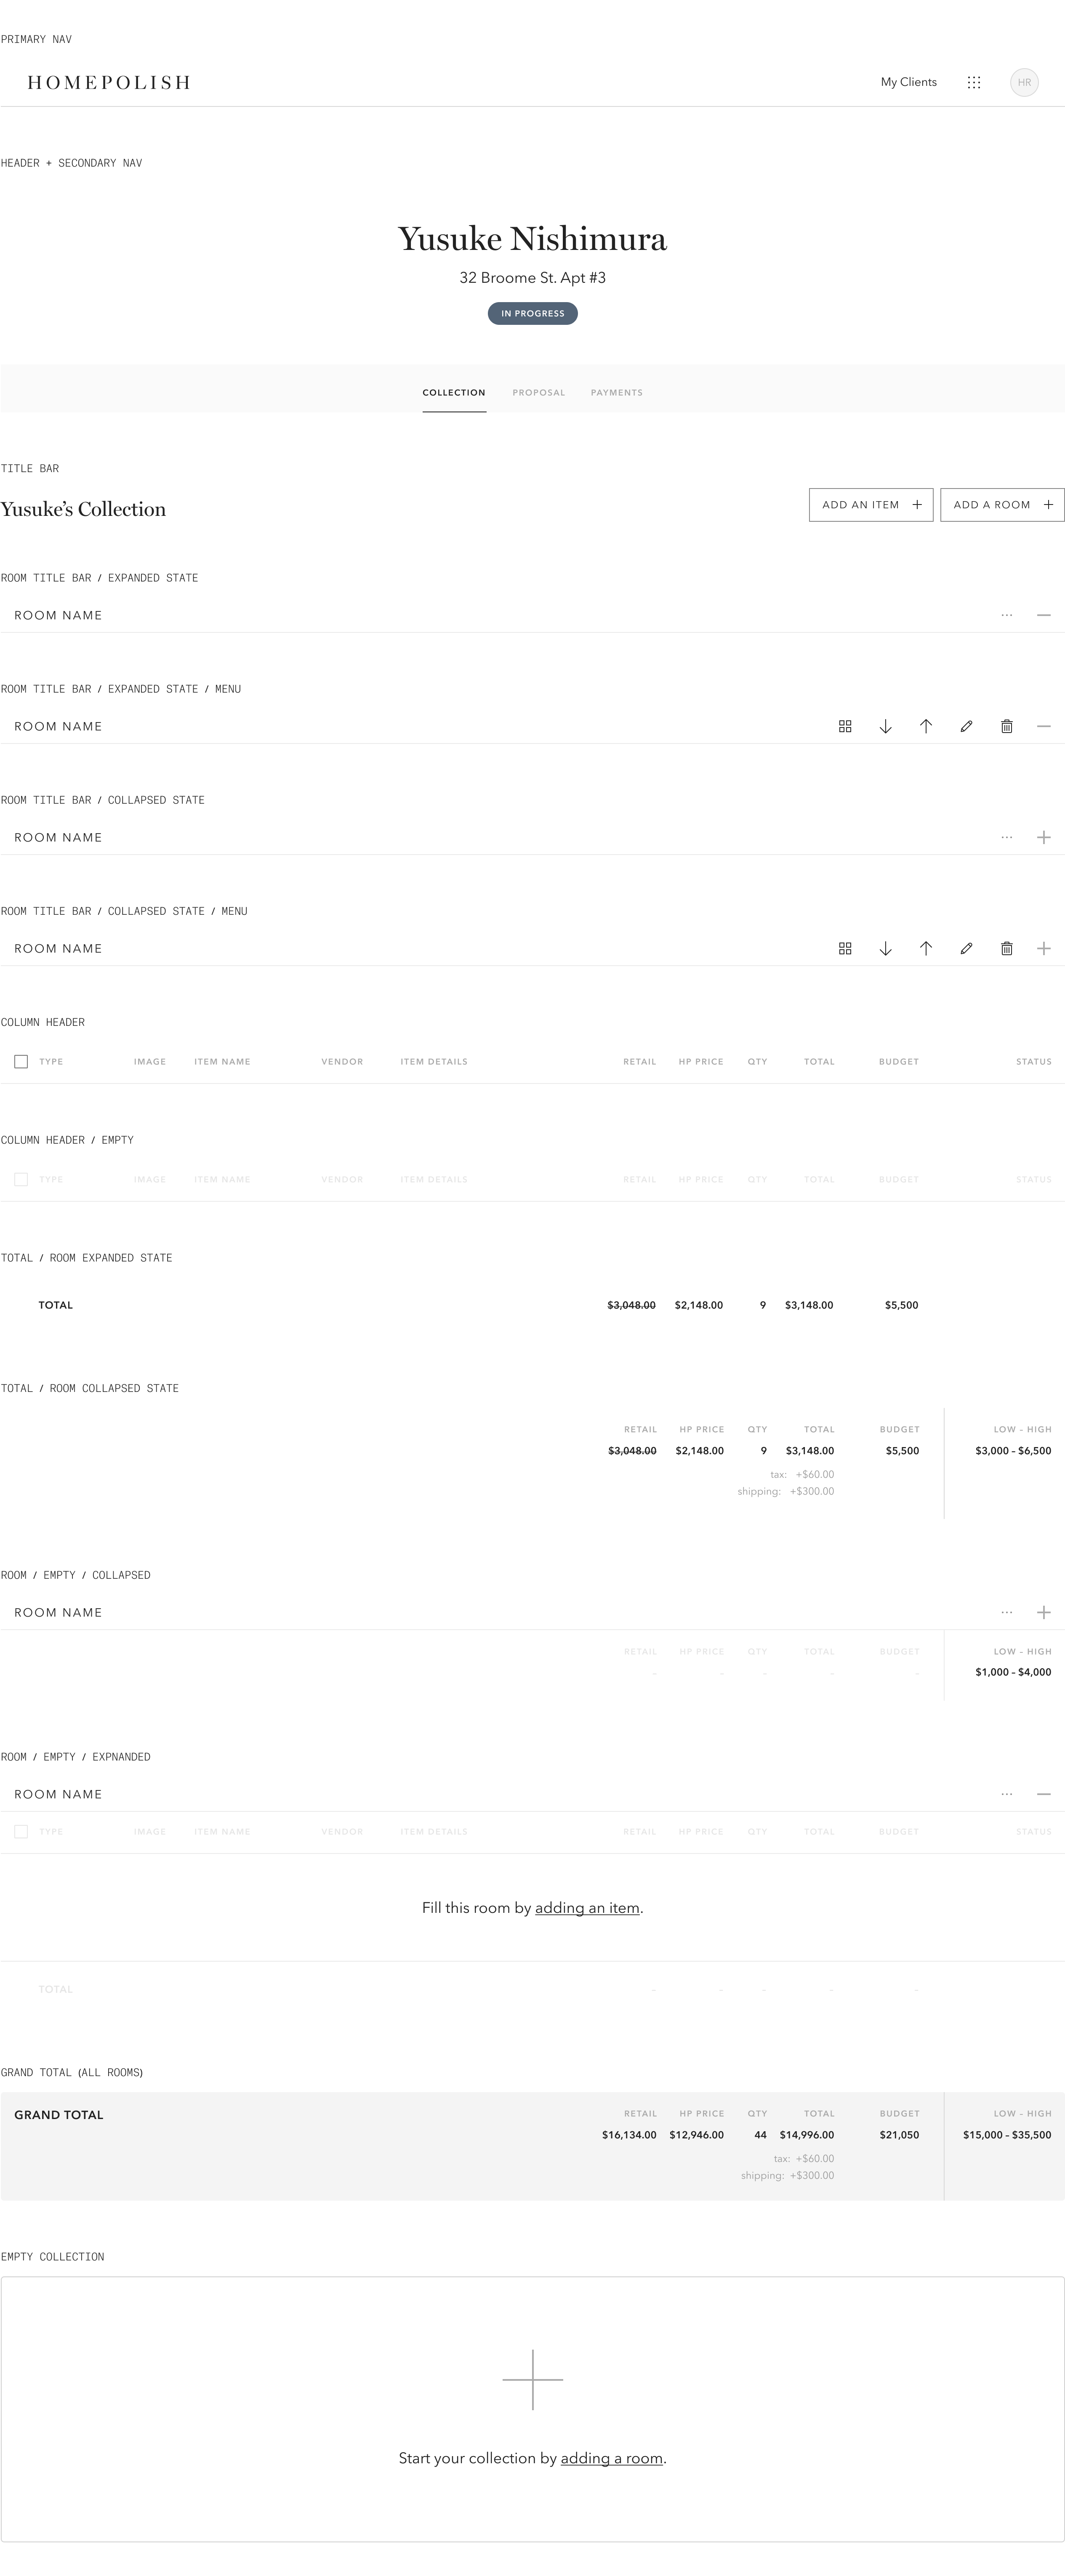 PRIMARY NAV
HOMEPOLISH My Clients HR
HEADER + SECONDARY NAV
Yusuke Nishimura
32 Broome St. Apt #3
IN PROGRESS
COLLECTION PROPOSAL PAYMENTS
TITLE BAR
Yusuke’s Collection ADD AN ITEM + ADD A ROOM +
ROOM TITLE BAR / EXPANDED STATE
ROOM NAME
ROOM TITLE BAR / EXPANDED STATE / MENU
ROOM NAME
ROOM TITLE BAR / COLLAPSED STATE
ROOM NAME
ROOM TITLE BAR / COLLAPSED STATE / MENU
ROOM NAME
COLUMN HEADER
TYPE IMAGE ITEM NAME VENDOR ITEM DETAILS RETAIL HP PRICE QTY TOTAL BUDGET STATUS
COLUMN HEADER / EMPTY
TYPE IMAGE ITEM NAME VENDOR ITEM DETAILS RETAIL HP PRICE QTY TOTAL BUDGET STATUS
TOTAL / ROOM EXPANDED STATE
TOTAL $3,048.00 $2,148.00 9 $3,148.00 $5,500
TOTAL / ROOM COLLAPSED STATE
RETAIL HP PRICE QTY TOTAL BUDGET LOW – HIGH
$3,048.00 $2,148.00 9 $3,148.00 $5,500 $3,000 – $6,500
tax: +$60.00
shipping: +$300.00
ROOM / EMPTY / COLLAPSED
ROOM NAME
RETAIL HP PRICE QTY TOTAL BUDGET LOW – HIGH
– – – – – $1,000 – $4,000
ROOM / EMPTY / EXPNANDED
ROOM NAME
TYPE IMAGE ITEM NAME VENDOR ITEM DETAILS RETAIL HP PRICE QTY TOTAL BUDGET STATUS
Fill this room by adding an item.
TOTAL – – – – –
GRAND TOTAL (ALL ROOMS)
GRAND TOTAL RETAIL HP PRICE QTY TOTAL BUDGET LOW – HIGH
$16,134.00 $12,946.00 44 $14,996.00 $21,050 $15,000 – $35,500
tax: +$60.00
shipping: +$300.00
EMPTY COLLECTION
Start your collection by adding a room.